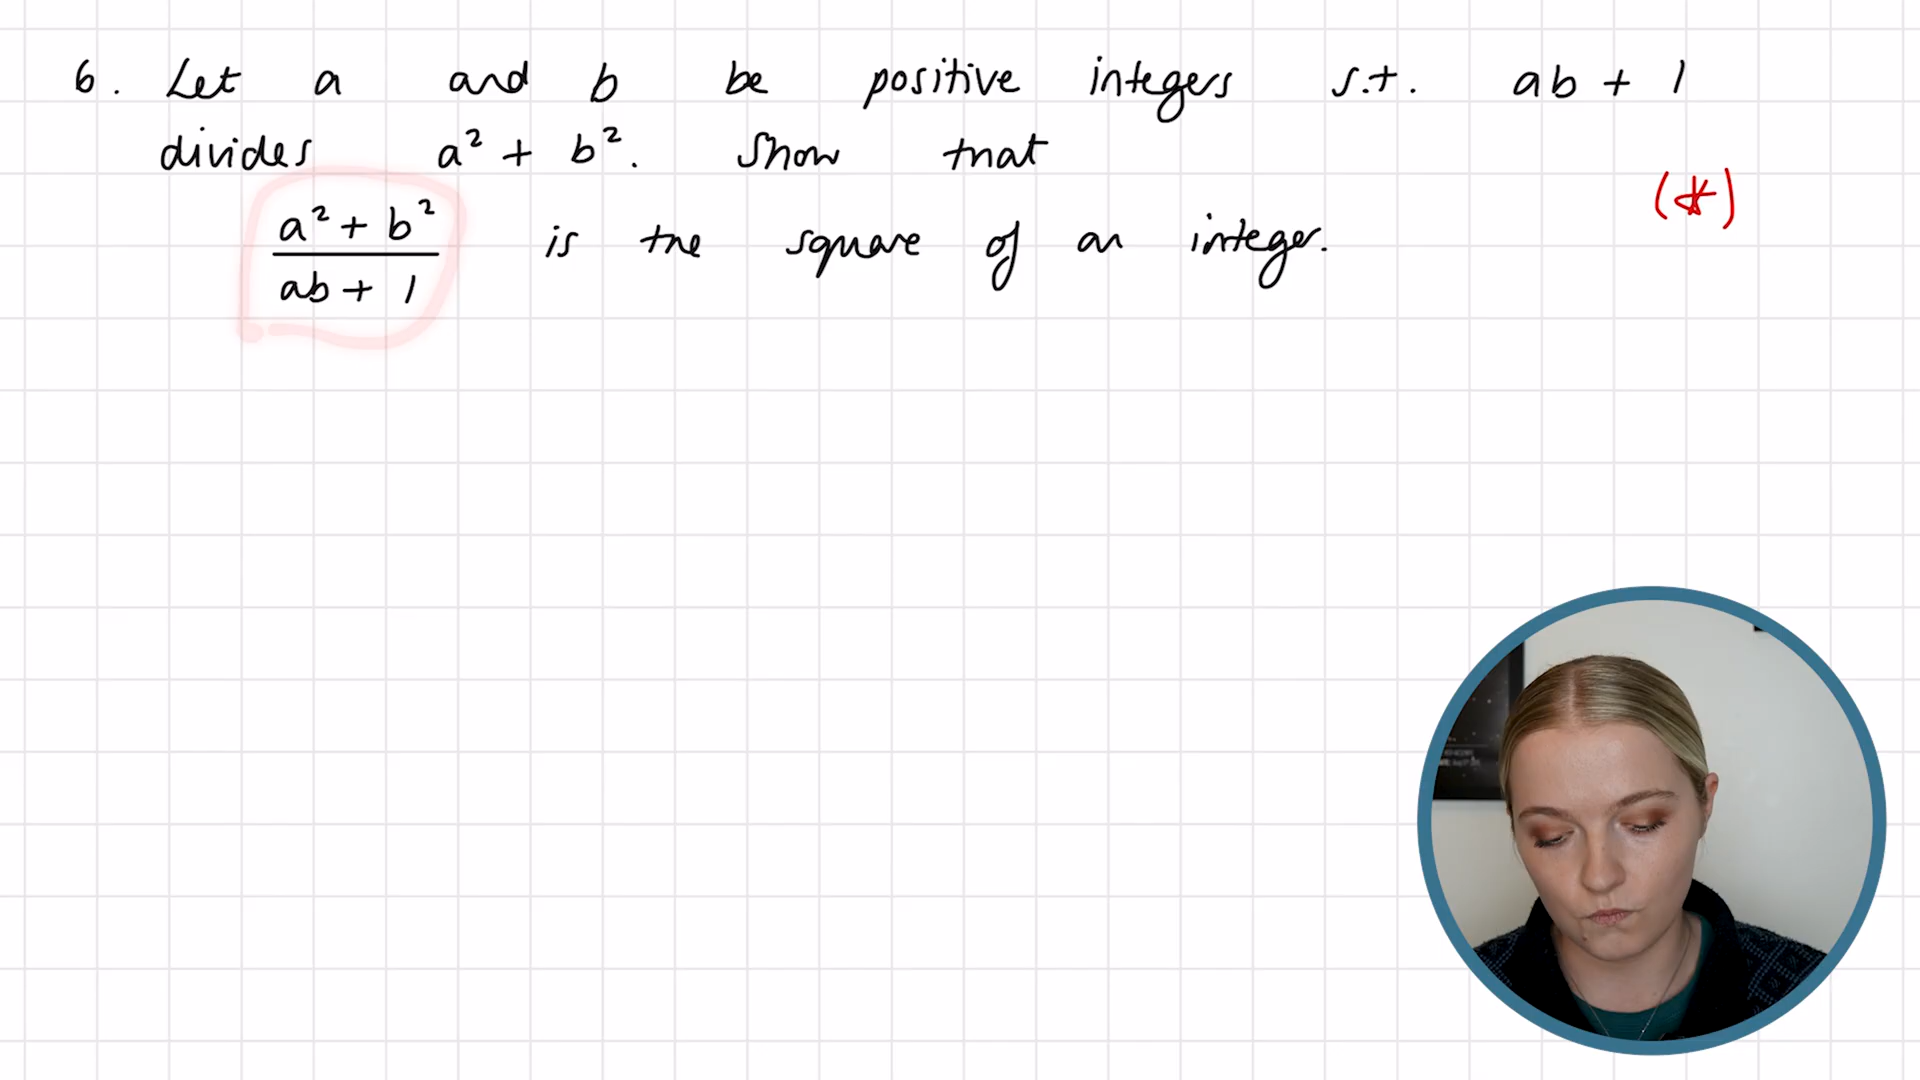 6. Let a and b be positive integers s.t. ab + 1
divides a² + b². Show that
(*)
a² + b²
ab + 1
is the square of an integer.